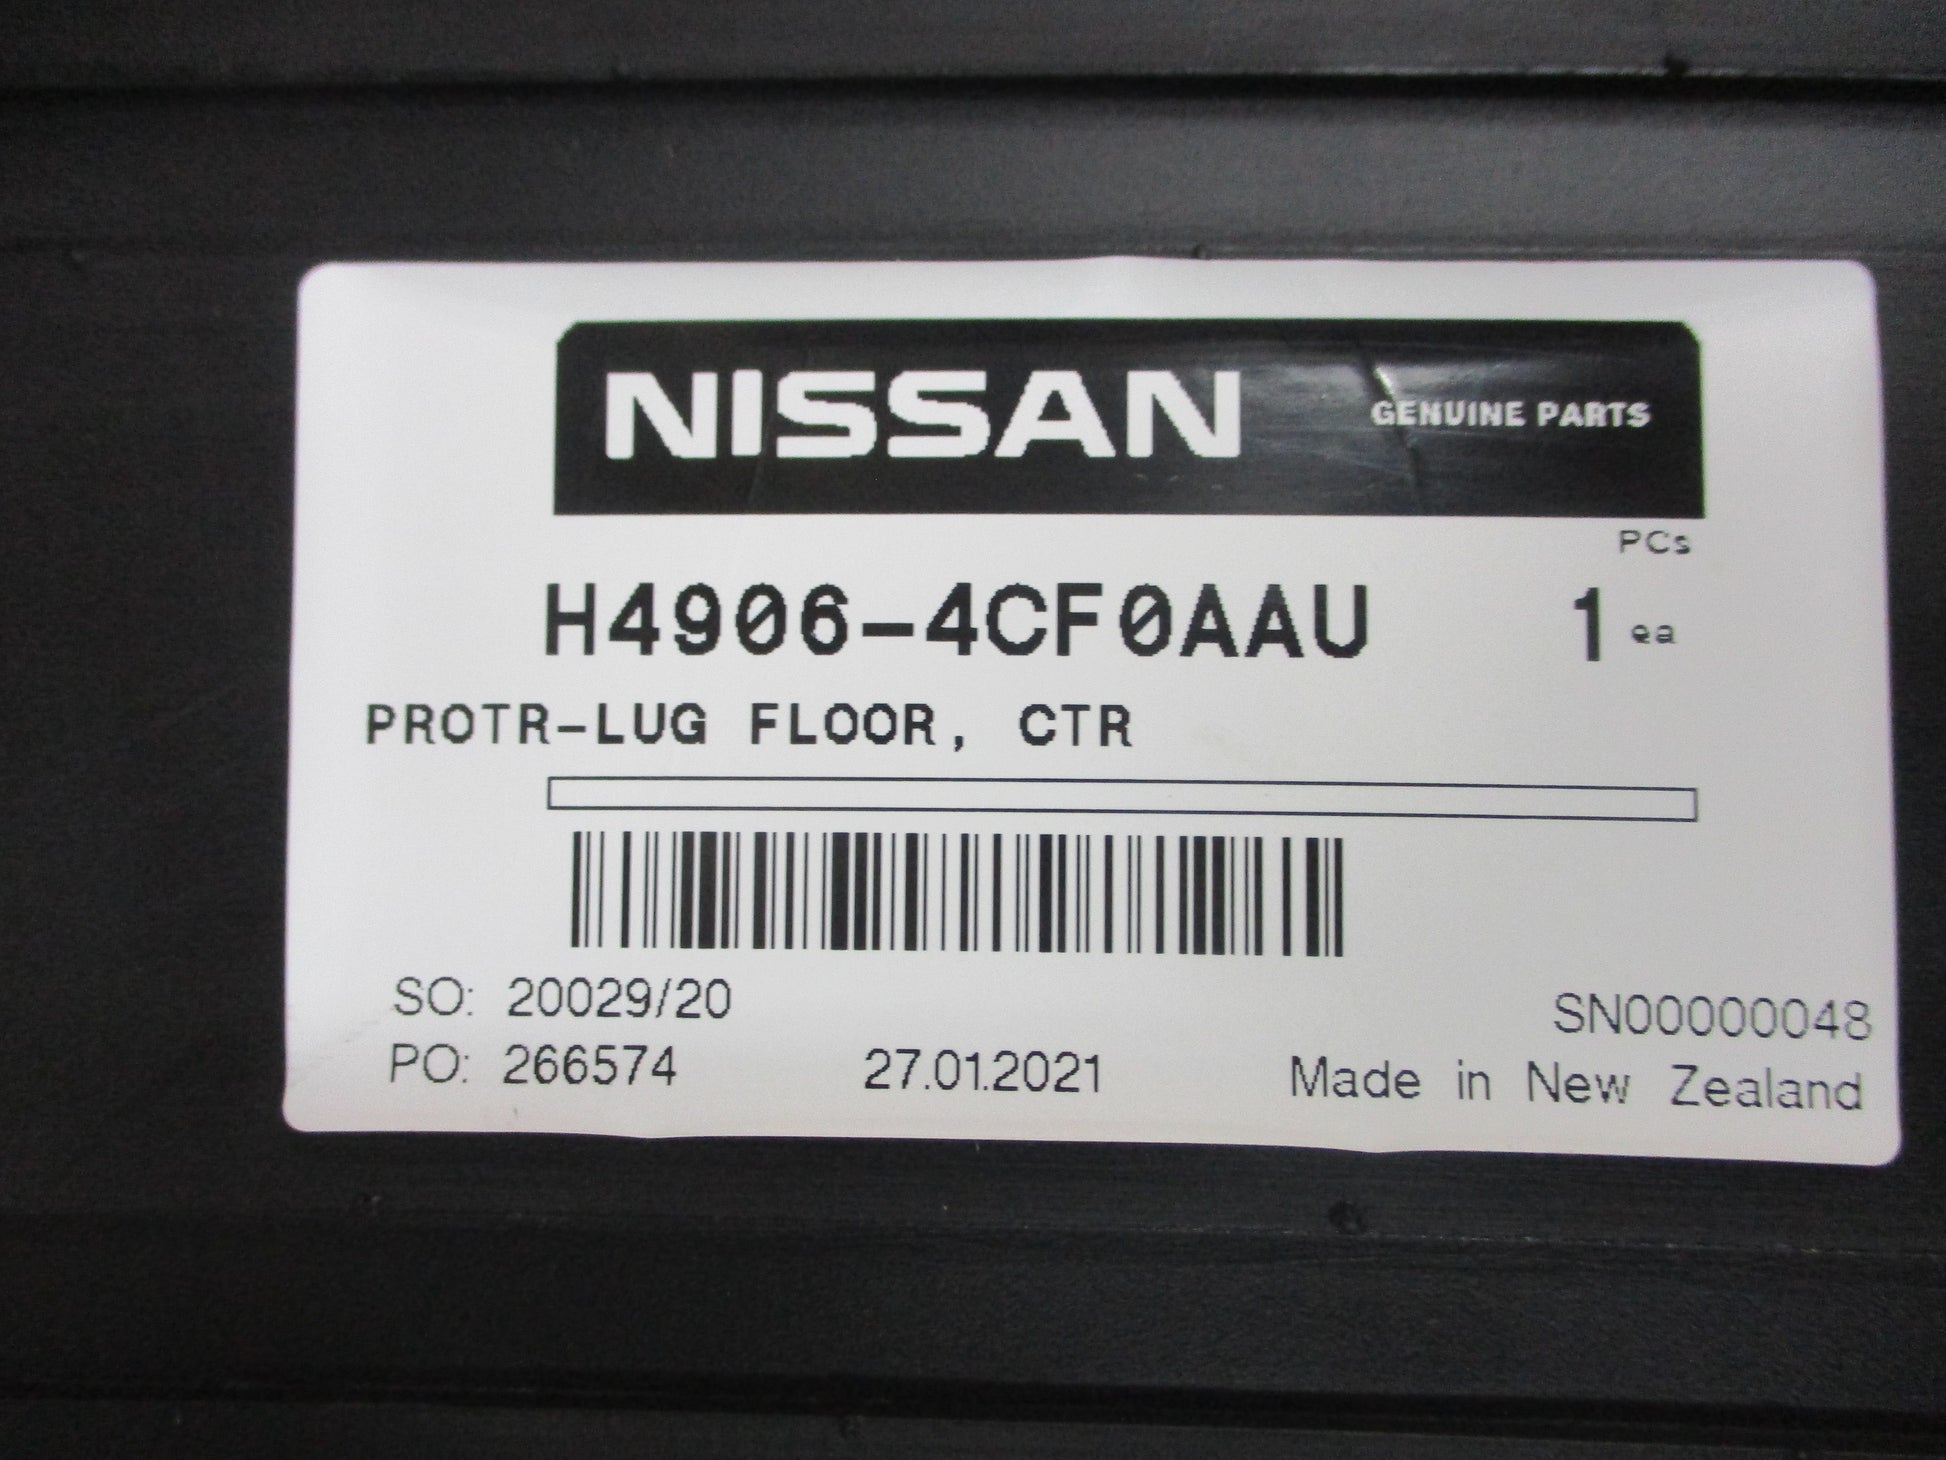 NISSAN GENUINE PARTS
PCs
H4906-4CF0AAU 1 ea
PROTR-LUG FLOOR, CTR
SO: 20029/20 SN00000048
PO: 266574 27.01.2021 Made in New Zealand